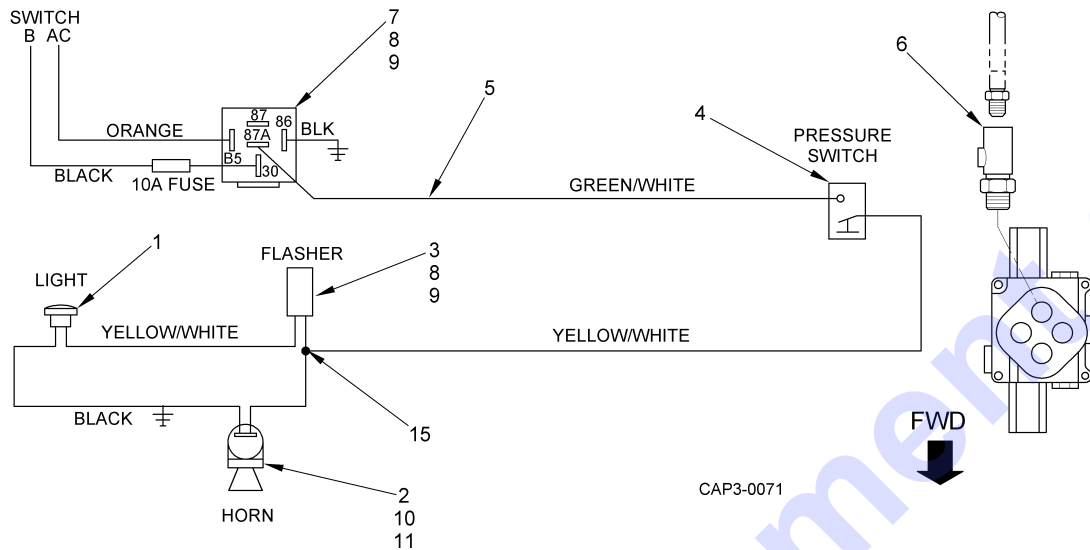 SWITCH
B AC
7
8
9
6
5
4
PRESSURE
SWITCH
87
86
ORANGE
87A
BLK
B5
30
BLACK
10A FUSE
GREEN/WHITE
1
LIGHT
FLASHER
3
8
9
YELLOW/WHITE
YELLOW/WHITE
BLACK
15
FWD
2
10
11
HORN
CAP3-0071
ment